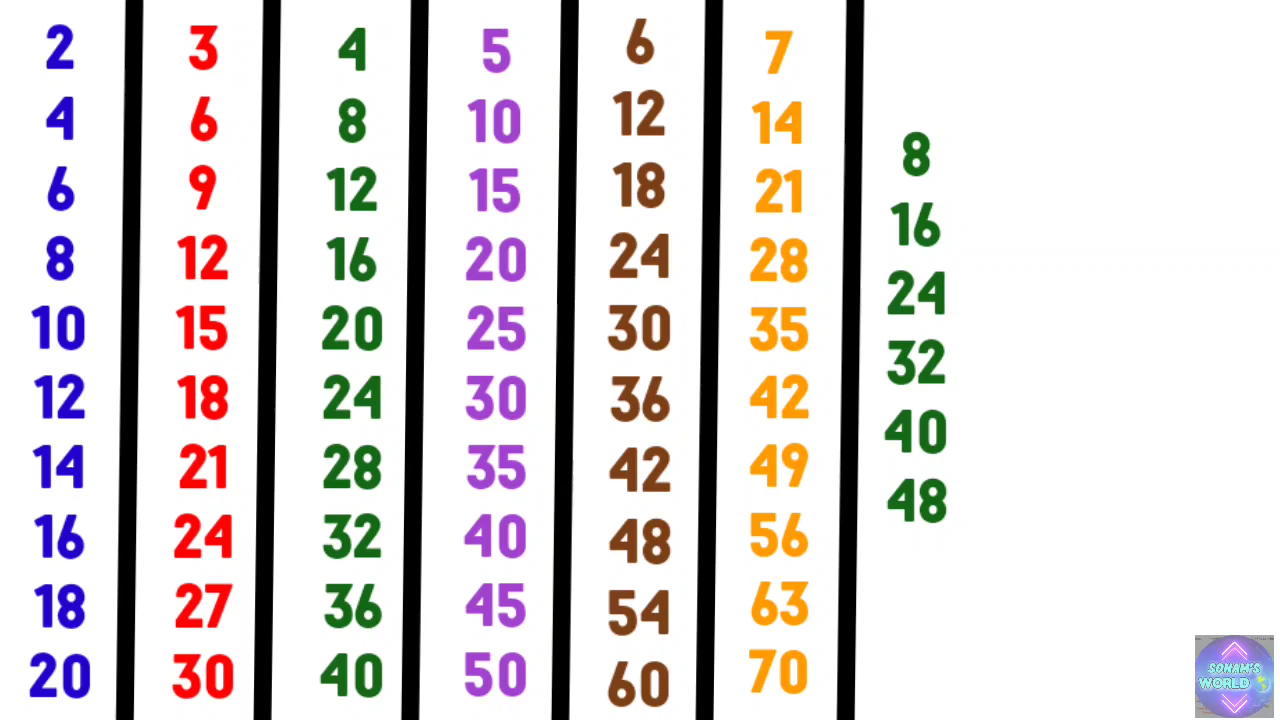 2 3 4 5 6 7
4 6 8 10 12 14 8
6 9 12 15 18 21 16
8 12 16 20 24 28 24
10 15 20 25 30 35 32
12 18 24 30 36 42 40
14 21 28 35 42 49 48
16 24 32 40 48 56
18 27 36 45 54 63
20 30 40 50 60 70
SONAM'S
WORLD